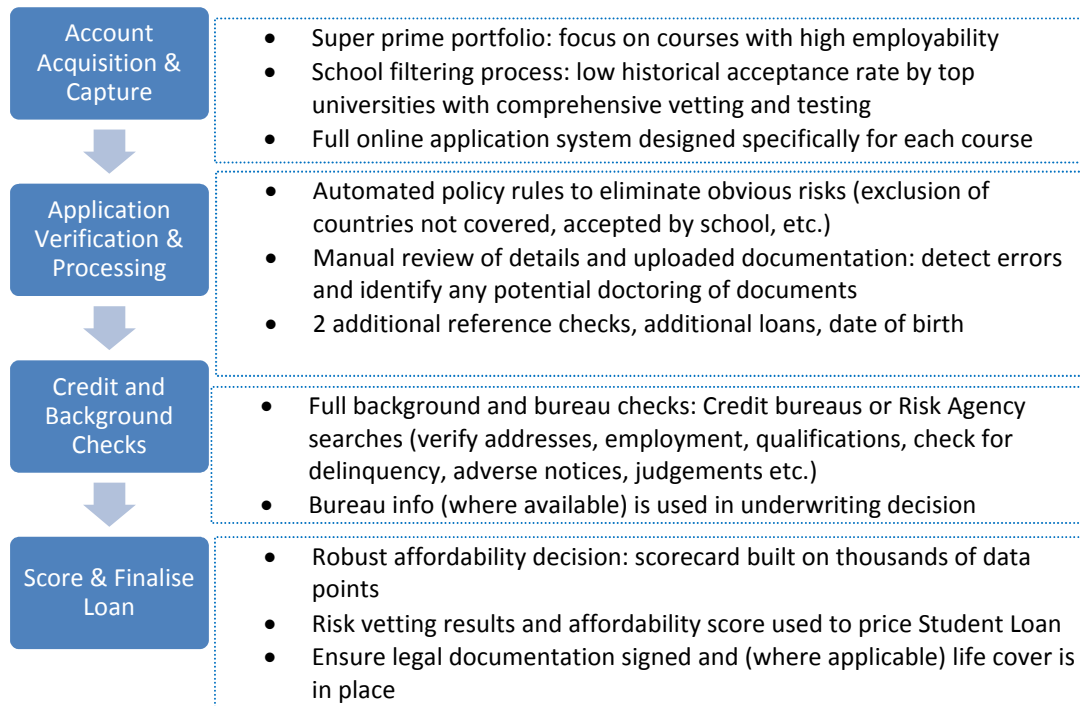 Account
Acquisition &
Capture
• Super prime portfolio: focus on courses with high employability
• School filtering process: low historical acceptance rate by top
universities with comprehensive vetting and testing
• Full online application system designed specifically for each course
Application
Verification &
Processing
• Automated policy rules to eliminate obvious risks (exclusion of
countries not covered, accepted by school, etc.)
• Manual review of details and uploaded documentation: detect errors
and identify any potential doctoring of documents
• 2 additional reference checks, additional loans, date of birth
Credit and
Background
Checks
• Full background and bureau checks: Credit bureaus or Risk Agency
searches (verify addresses, employment, qualifications, check for
delinquency, adverse notices, judgements etc.)
• Bureau info (where available) is used in underwriting decision
Score & Finalise
Loan
• Robust affordability decision: scorecard built on thousands of data
points
• Risk vetting results and affordability score used to price Student Loan
• Ensure legal documentation signed and (where applicable) life cover is
in place